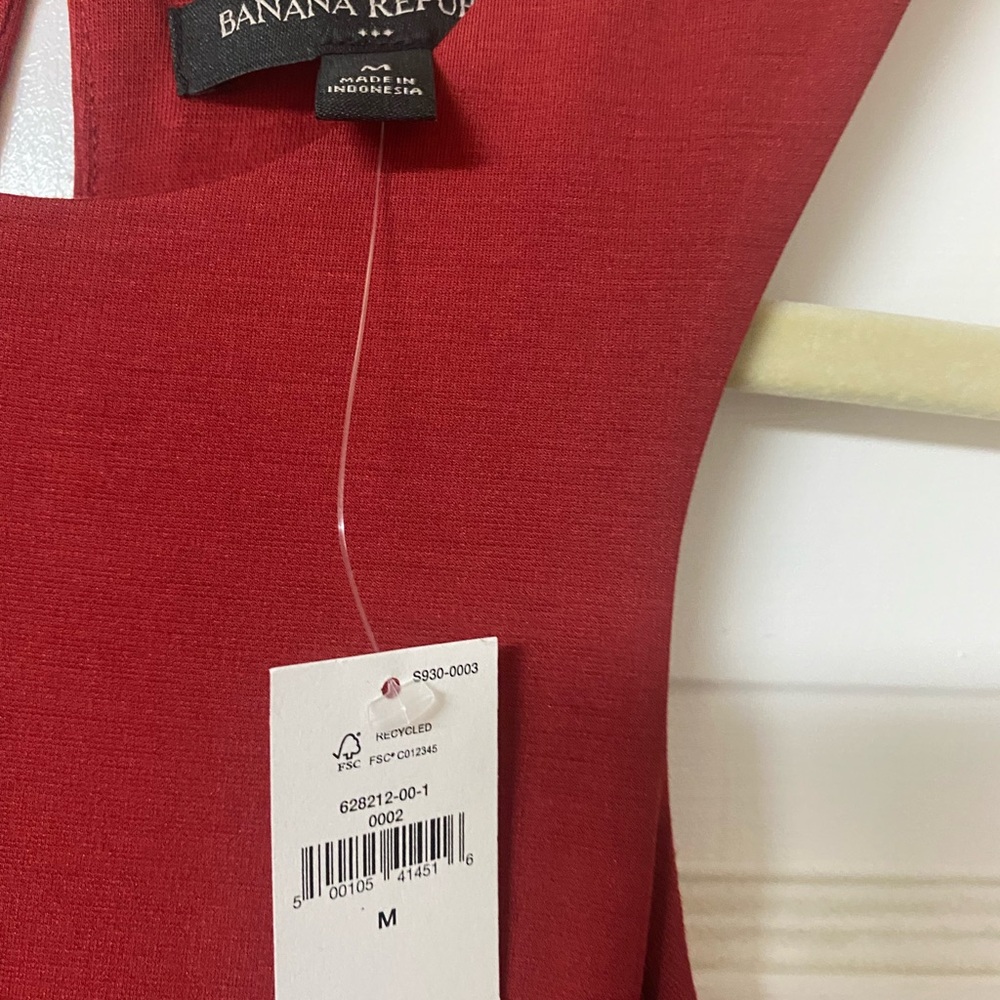 BANANA REPU
M
MADE IN
INDONESIA
S930-0003
RECYCLED
FSC FSC® C012345
628212-00-1
0002
5 00105 41451 6
M